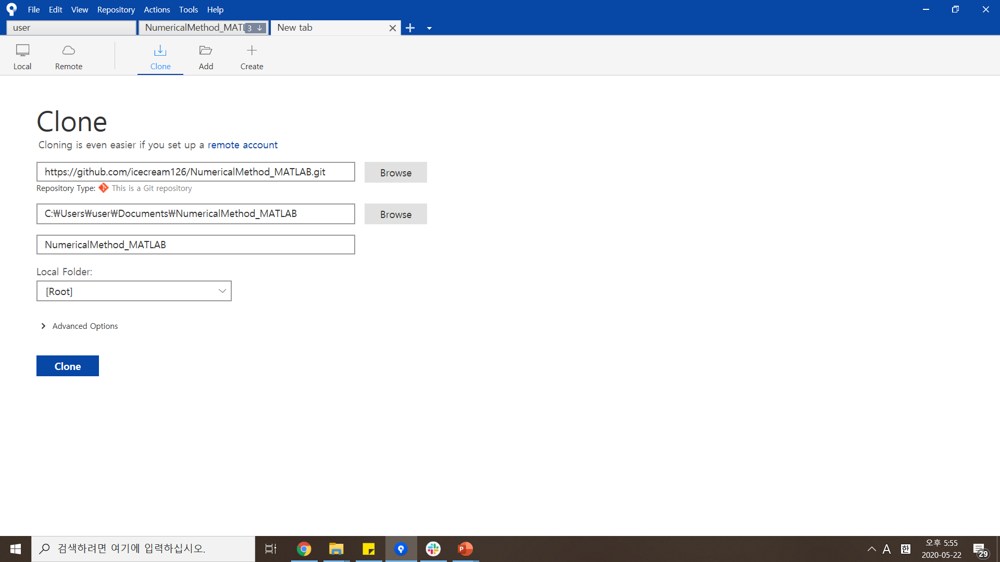 File Edit View Repository Actions Tools Help
user NumericalMethod_MATL 3 New tab
Local Remote Clone Add Create
Clone
Cloning is even easier if you set up a remote account
https://github.com/icecream126/NumericalMethod_MATLAB.git Browse
Repository Type: This is a Git repository
C:₩Users₩user₩Documents₩NumericalMethod_MATLAB Browse
NumericalMethod_MATLAB
Local Folder:
[Root]
Advanced Options
Clone
검색하려면 여기에 입력하십시오. P A 한 오후 5:55
2020-05-22 29